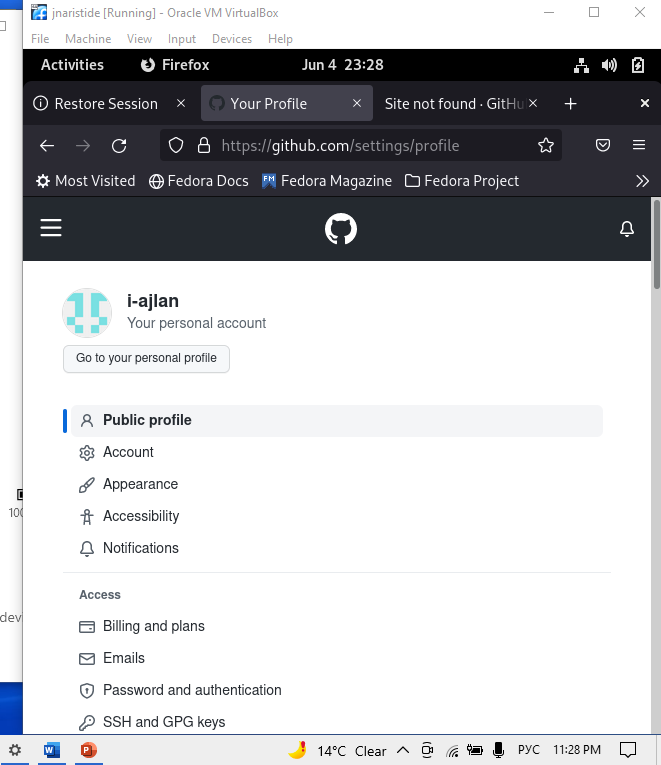 jnaristide [Running] - Oracle VM VirtualBox
File Machine View Input Devices Help
Activities Firefox Jun 4 23:28
Restore Session × Your Profile × Site not found · GitHu × + ×
https://github.com/settings/profile
Most Visited Fedora Docs FM Fedora Magazine Fedora Project
i-ajlan
Your personal account
Go to your personal profile
Public profile
Account
Appearance
Accessibility
Notifications
100
Access
dev
Billing and plans
Emails
Password and authentication
SSH and GPG keys
14°C Clear РУС 11:28 PM